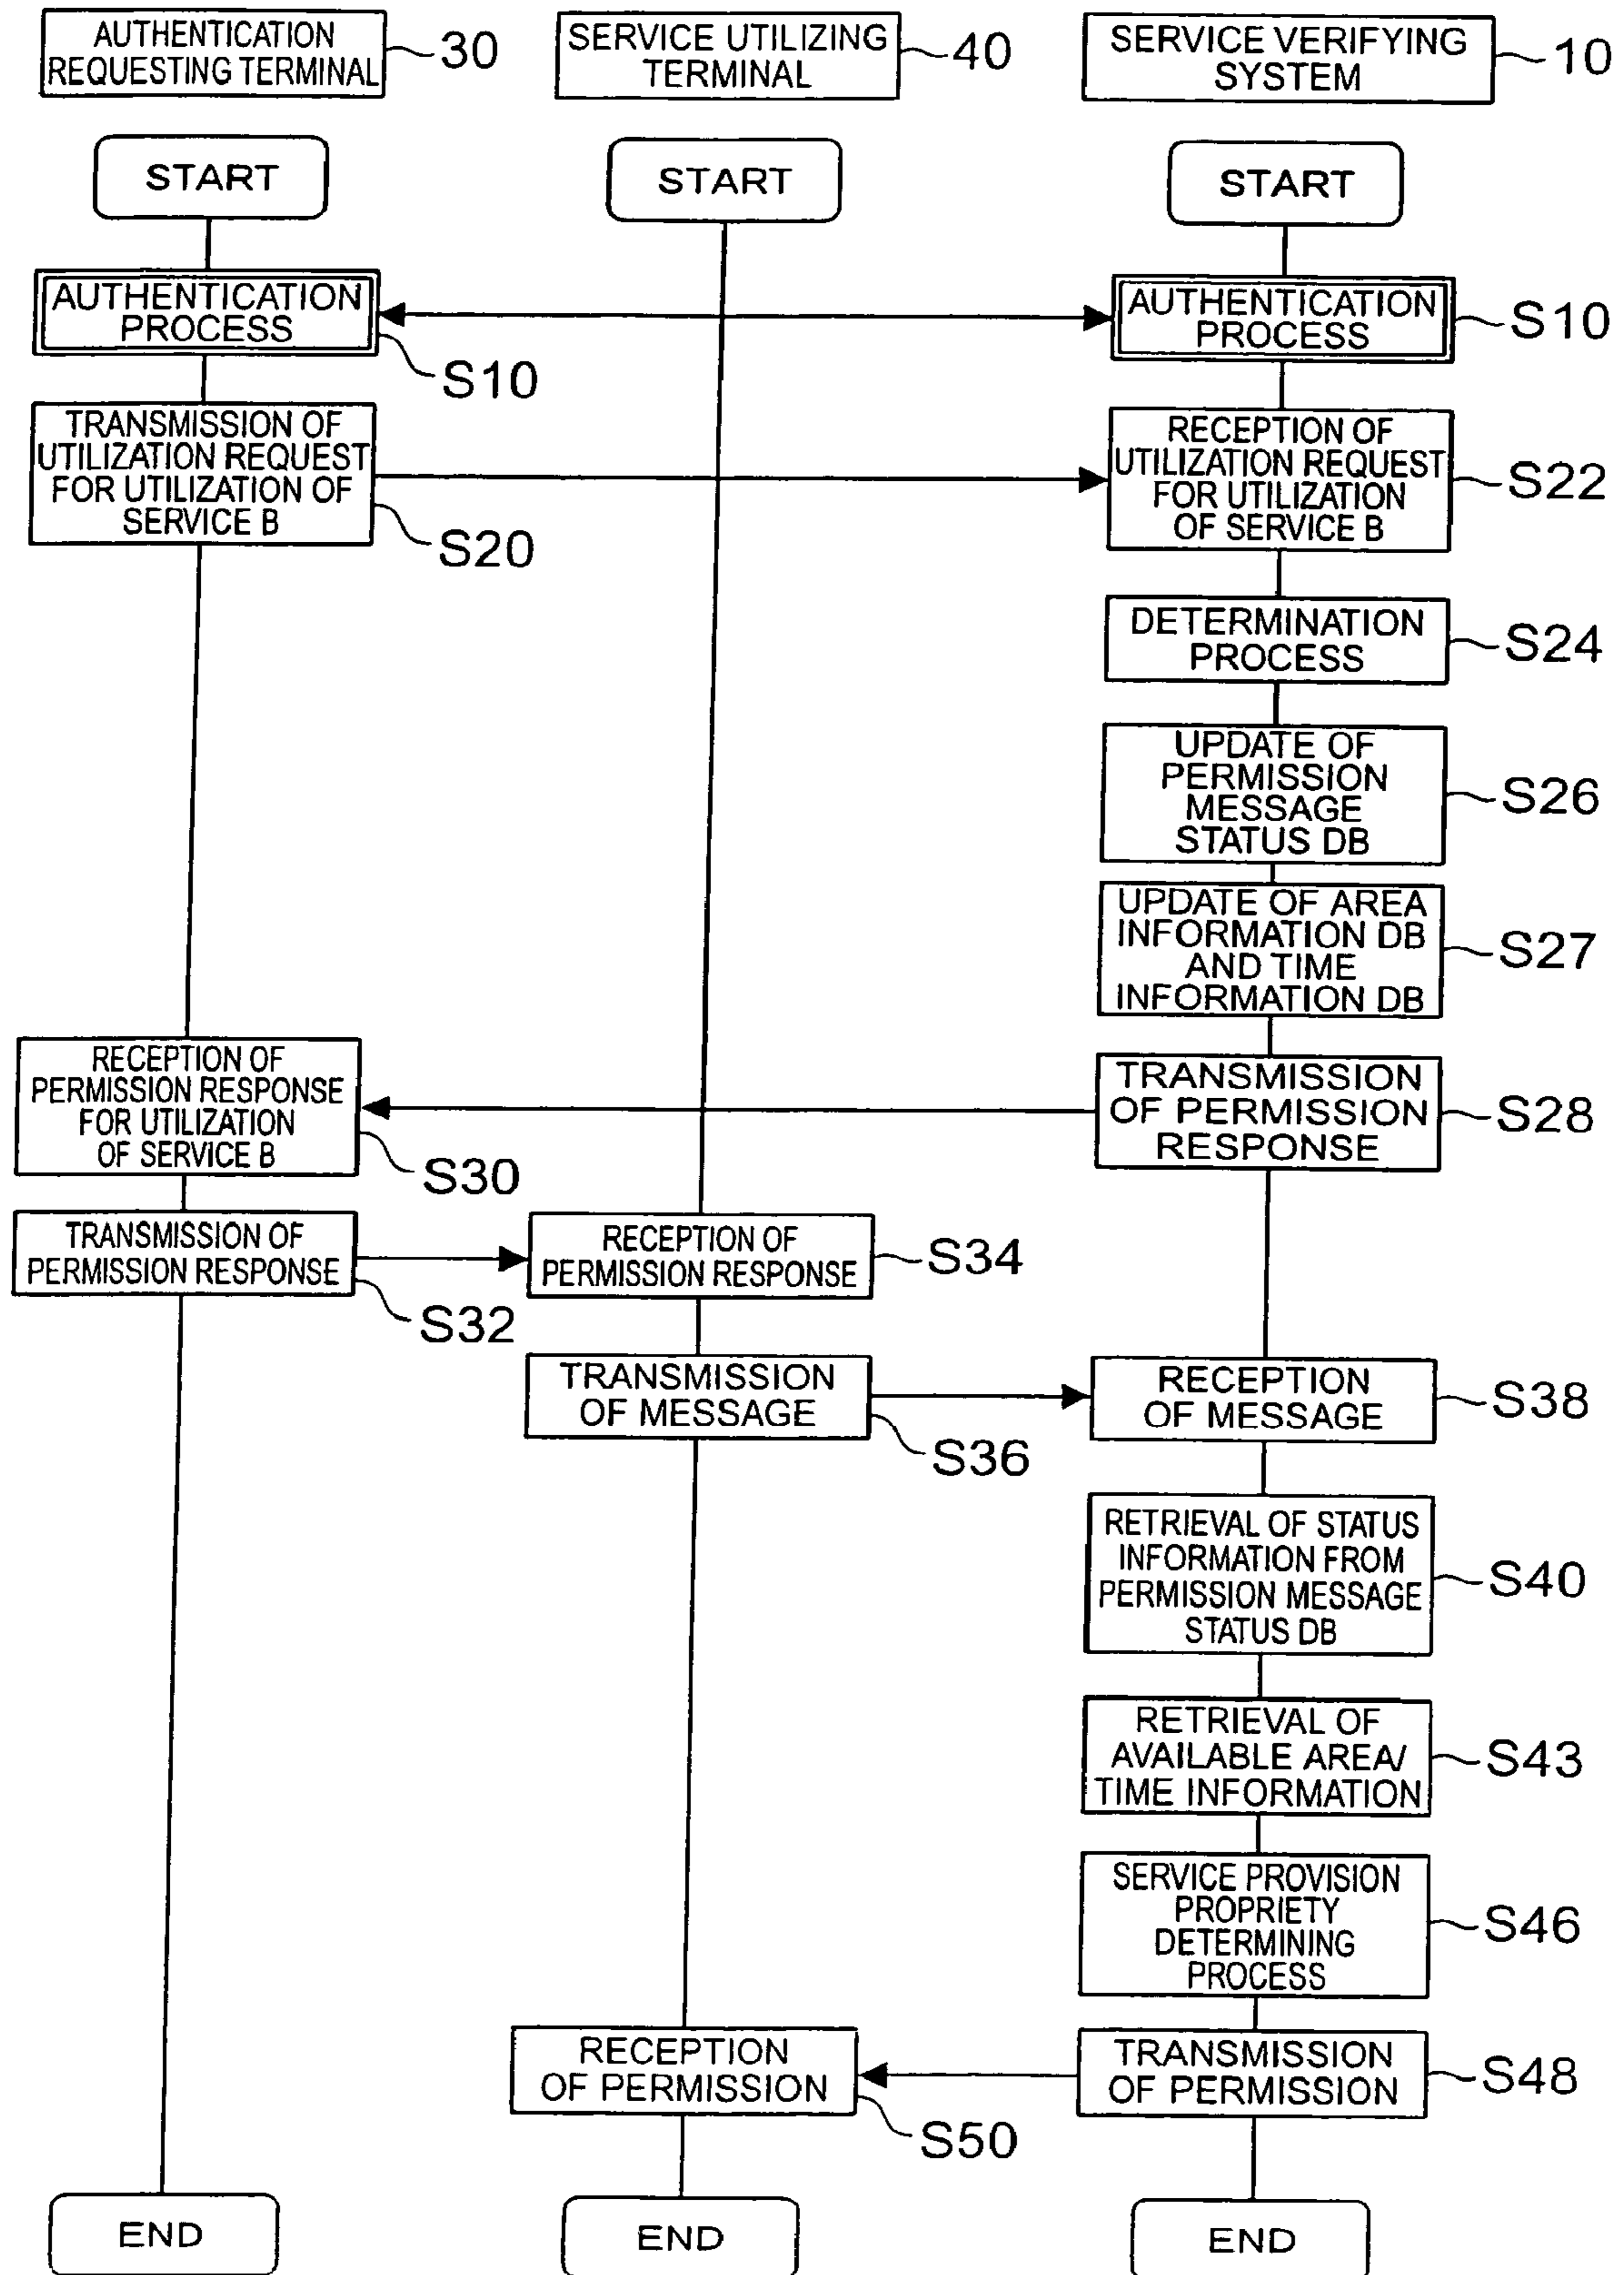 AUTHENTICATION
REQUESTING TERMINAL
30
SERVICE UTILIZING
TERMINAL
40
SERVICE VERIFYING
SYSTEM
10
START
START
START
AUTHENTICATION
PROCESS
S10
AUTHENTICATION
PROCESS
S10
TRANSMISSION OF
UTILIZATION REQUEST
FOR UTILIZATION OF
SERVICE B
S20
RECEPTION OF
UTILIZATION REQUEST
FOR UTILIZATION
OF SERVICE B
S22
DETERMINATION
PROCESS
S24
UPDATE OF
PERMISSION
MESSAGE
STATUS DB
S26
UPDATE OF AREA
INFORMATION DB
AND TIME
INFORMATION DB
S27
TRANSMISSION
OF PERMISSION
RESPONSE
S28
RECEPTION OF
PERMISSION RESPONSE
FOR UTILIZATION
OF SERVICE B
S30
TRANSMISSION OF
PERMISSION RESPONSE
S32
RECEPTION OF
PERMISSION RESPONSE
S34
TRANSMISSION
OF MESSAGE
S36
RECEPTION
OF MESSAGE
S38
RETRIEVAL OF STATUS
INFORMATION FROM
PERMISSION MESSAGE
STATUS DB
S40
RETRIEVAL OF
AVAILABLE AREA/
TIME INFORMATION
S43
SERVICE PROVISION
PROPRIETY
DETERMINING
PROCESS
S46
TRANSMISSION
OF PERMISSION
S48
RECEPTION
OF PERMISSION
S50
END
END
END